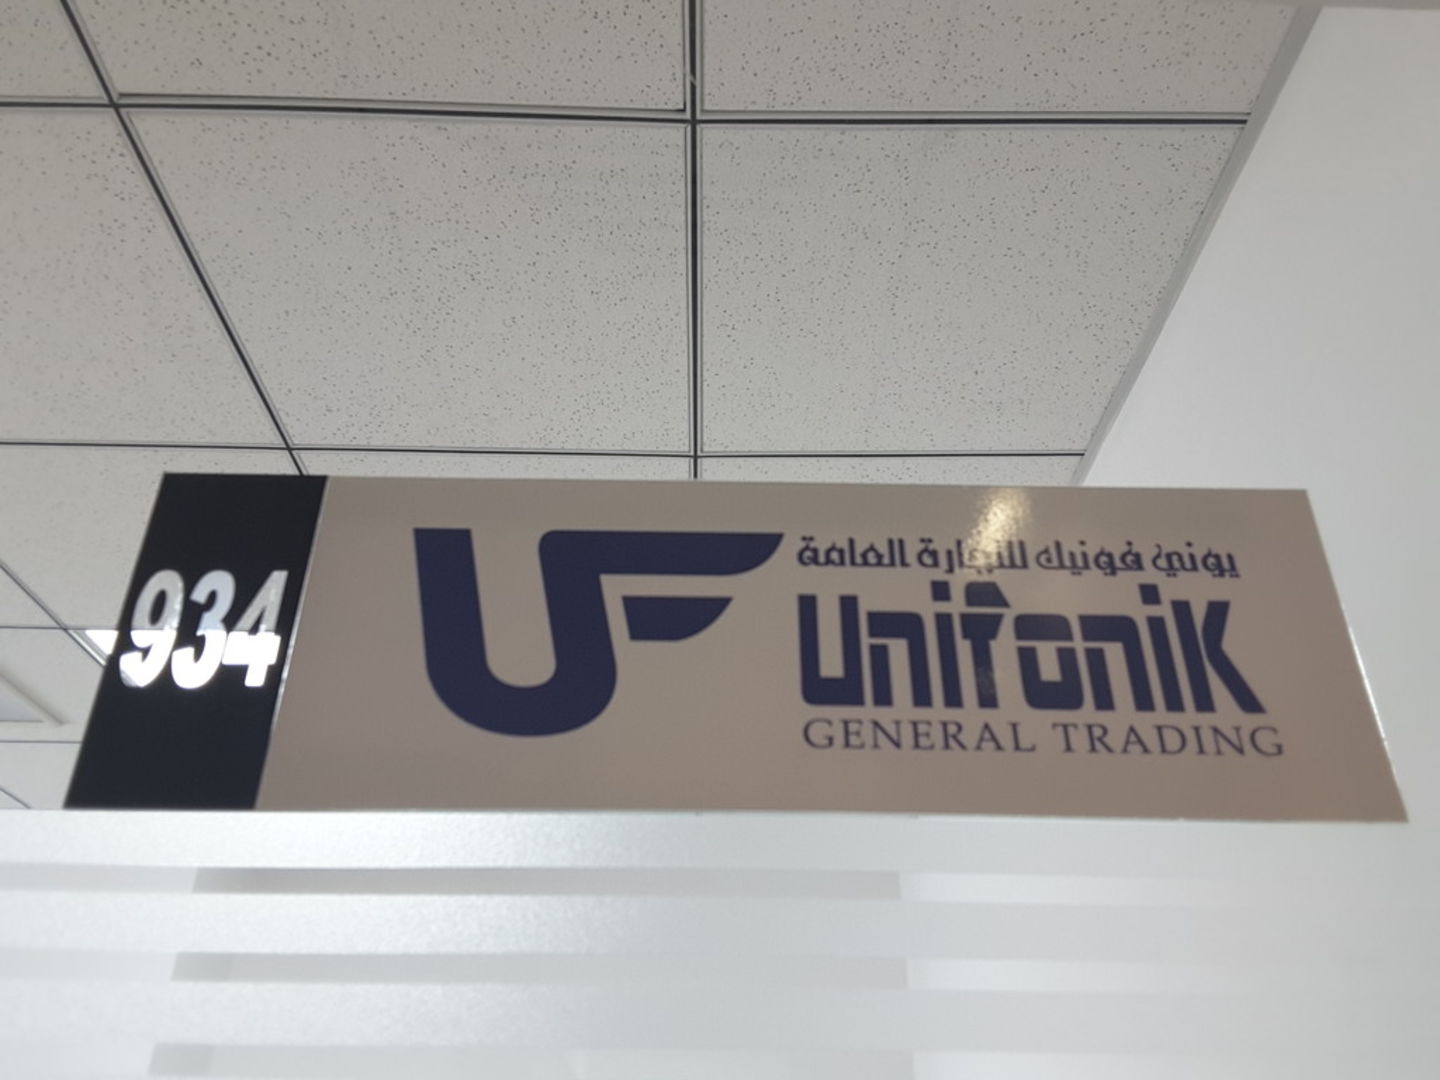 934
UF
يوني فونيك للتجارة العامة
Unifonik
GENERAL TRADING